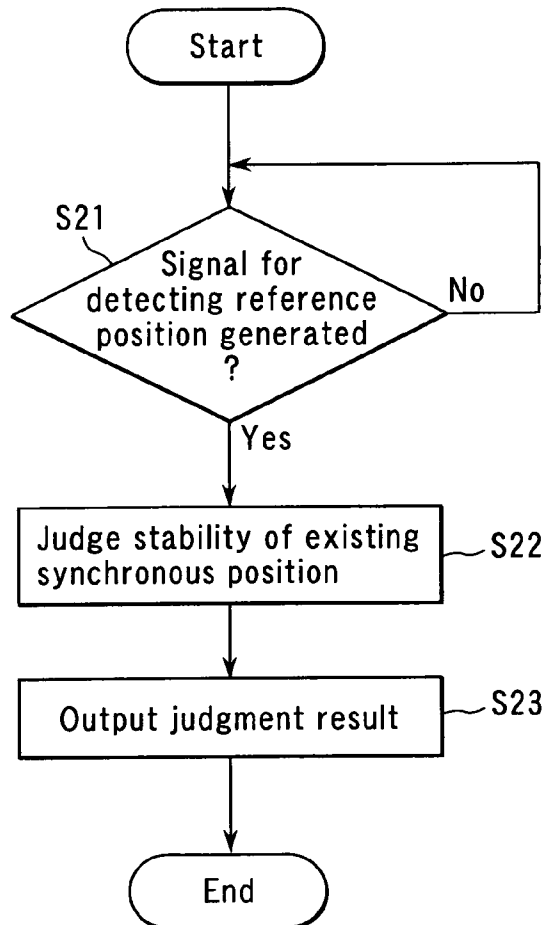 Start
S21
Signal for
detecting reference
position generated
?
No
Yes
Judge stability of existing
synchronous position
S22
Output judgment result
S23
End